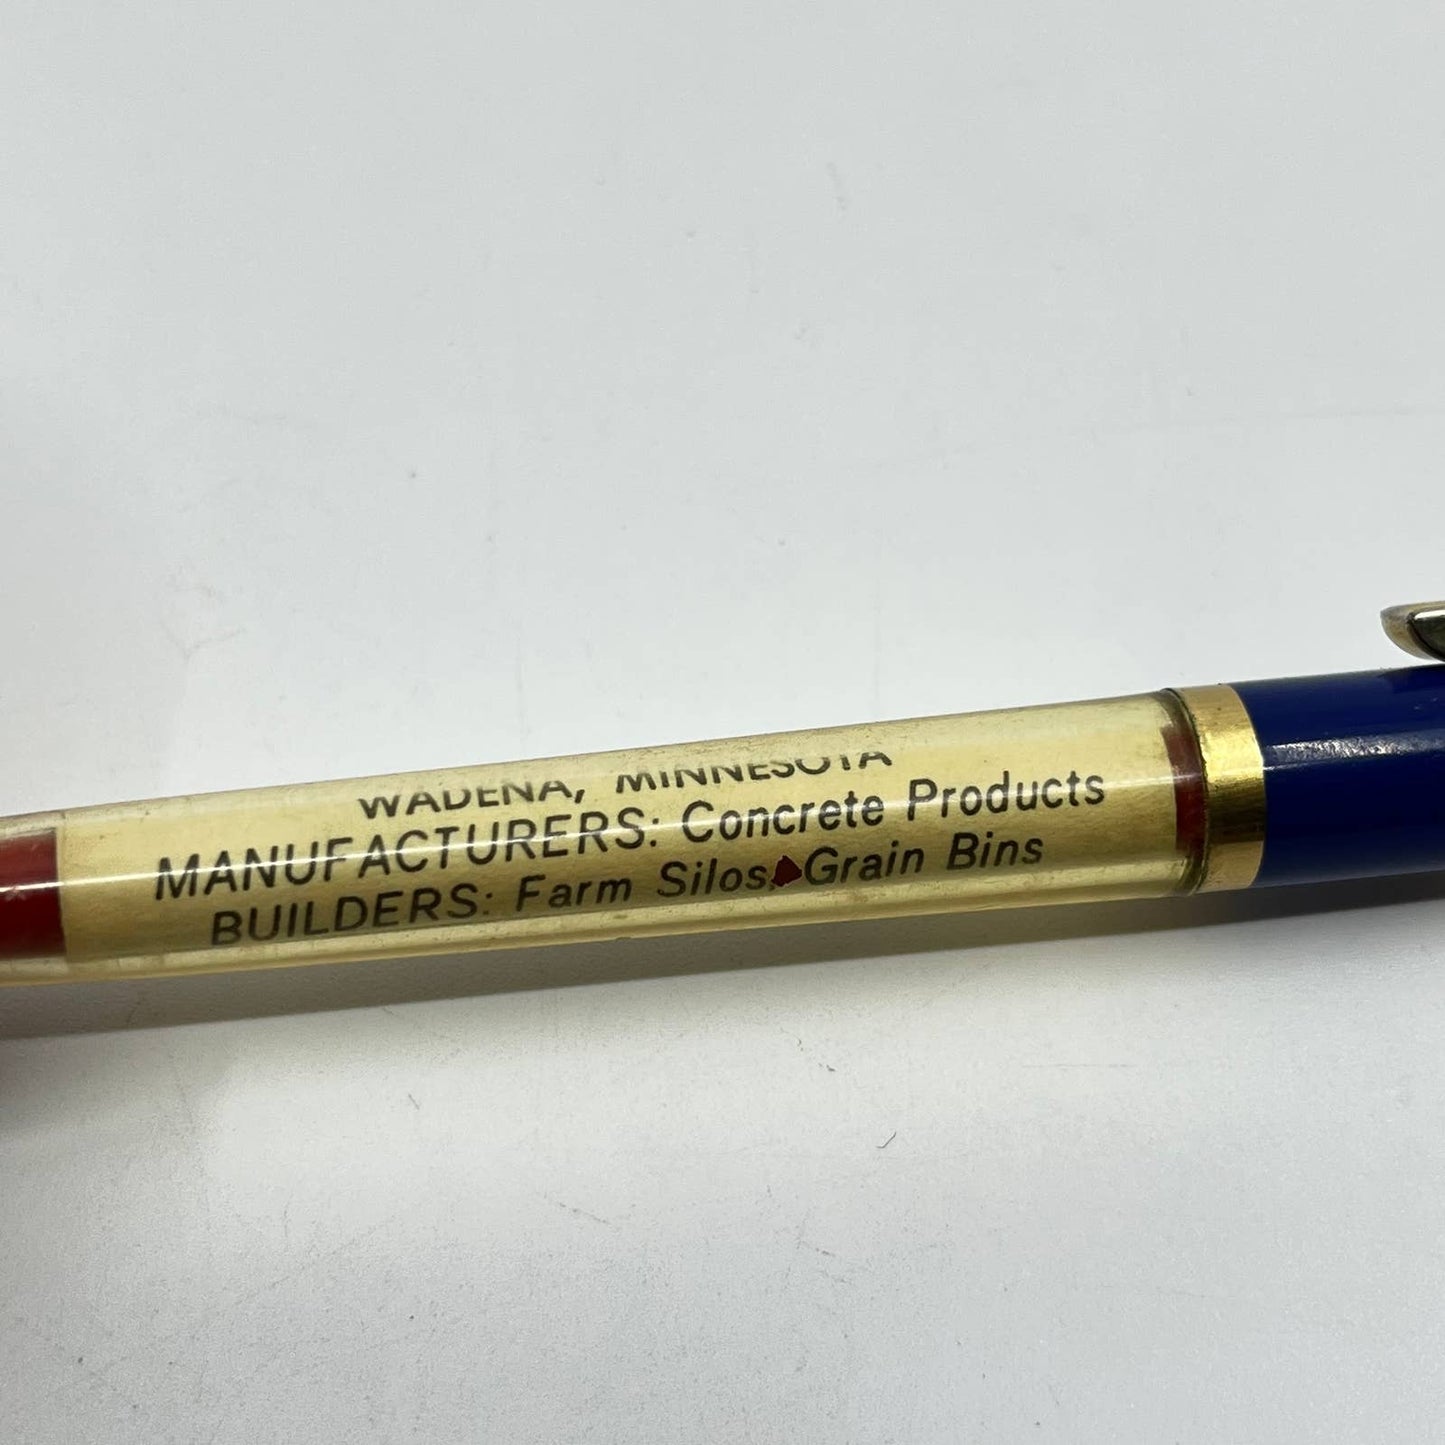 WADENA, MINNESOTA
MANUFACTURERS: Concrete Products
BUILDERS: Farm Silos, Grain Bins